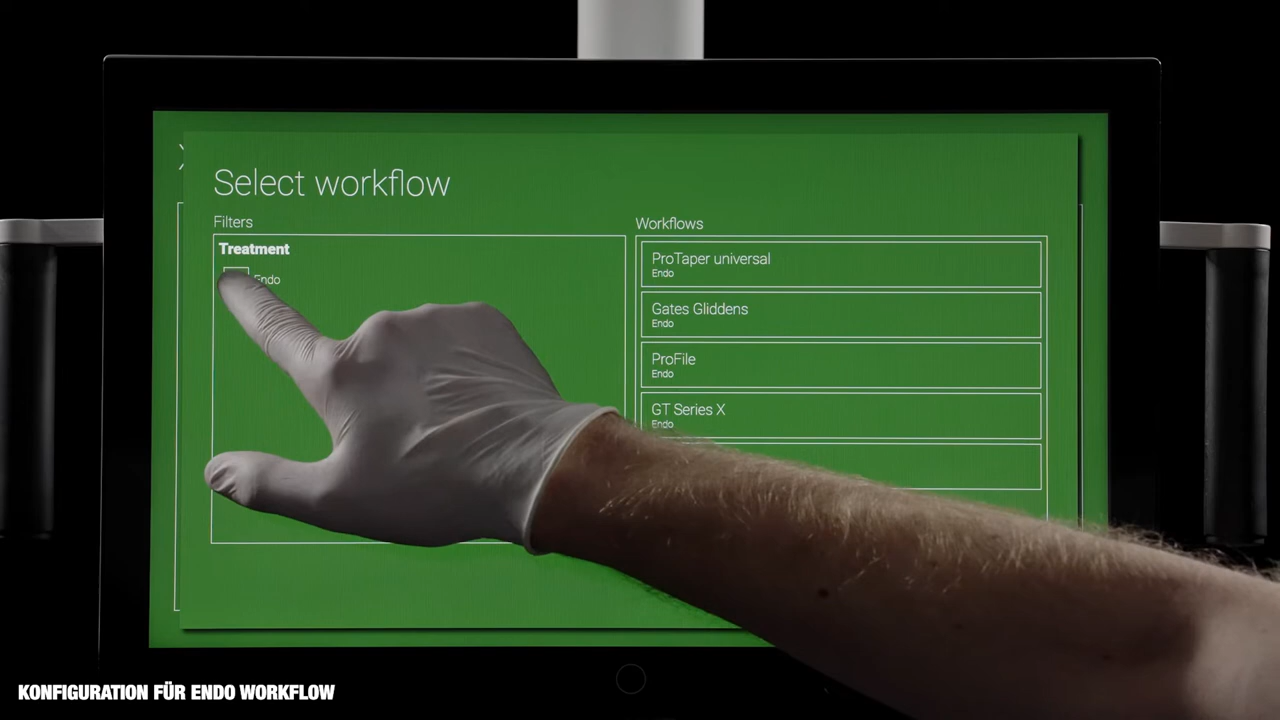 Select workflow
Filters
Treatment
Endo
Workflows
ProTaper universal
Endo
Gates Gliddens
Endo
ProFile
Endo
GT Series X
Endo
KONFIGURATION FÜR ENDO WORKFLOW